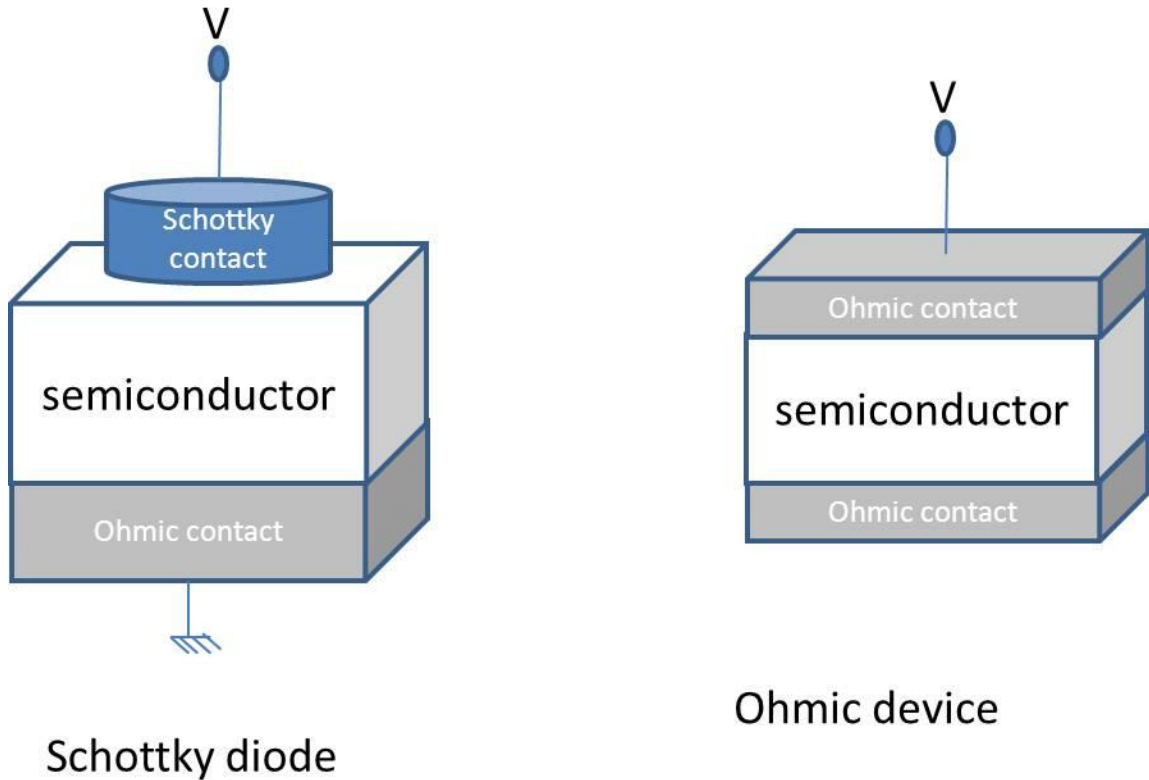 V
Schottky
contact
semiconductor
Ohmic contact
Schottky diode
V
Ohmic contact
semiconductor
Ohmic contact
Ohmic device